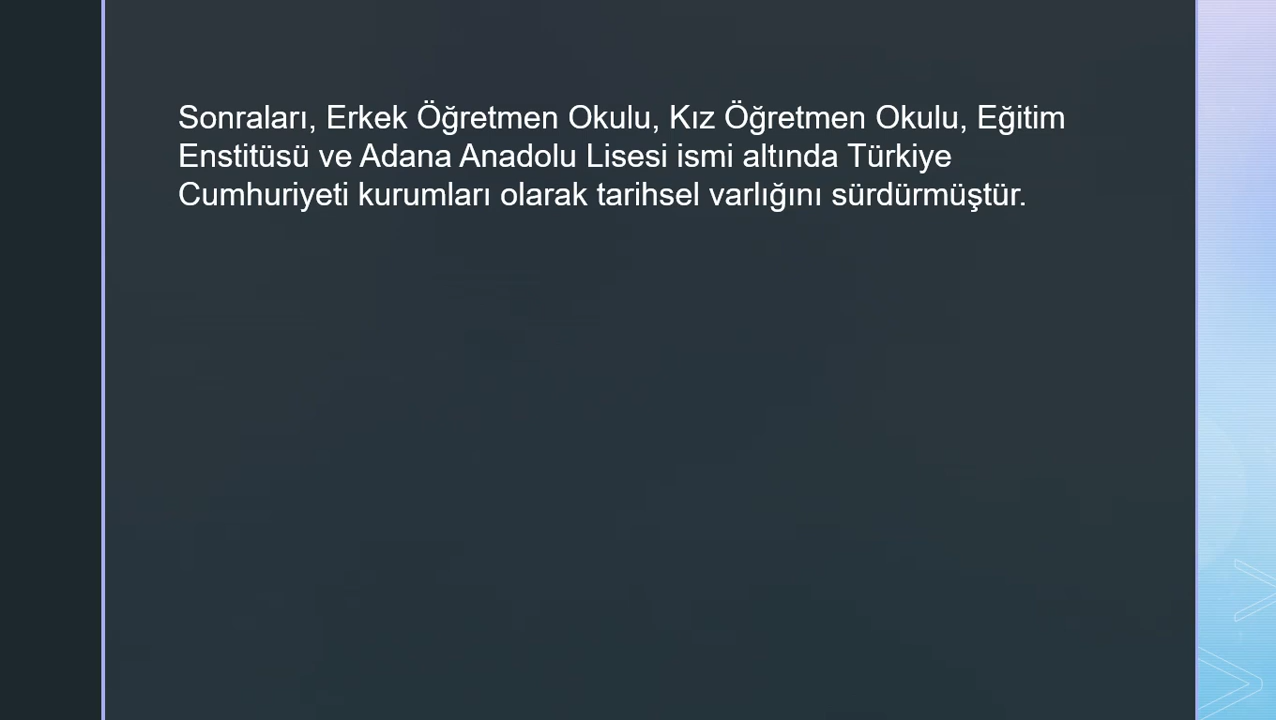 Sonraları, Erkek Öğretmen Okulu, Kız Öğretmen Okulu, Eğitim
Enstitüsü ve Adana Anadolu Lisesi ismi altında Türkiye
Cumhuriyeti kurumları olarak tarihsel varlığını sürdürmüştür.